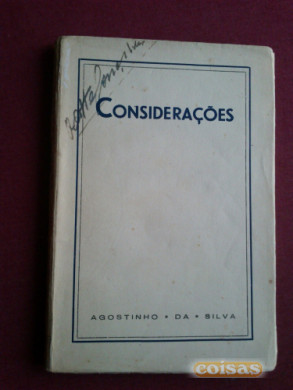 CONSIDERAÇÕES
AGOSTINHO • DA • SILVA
coisas